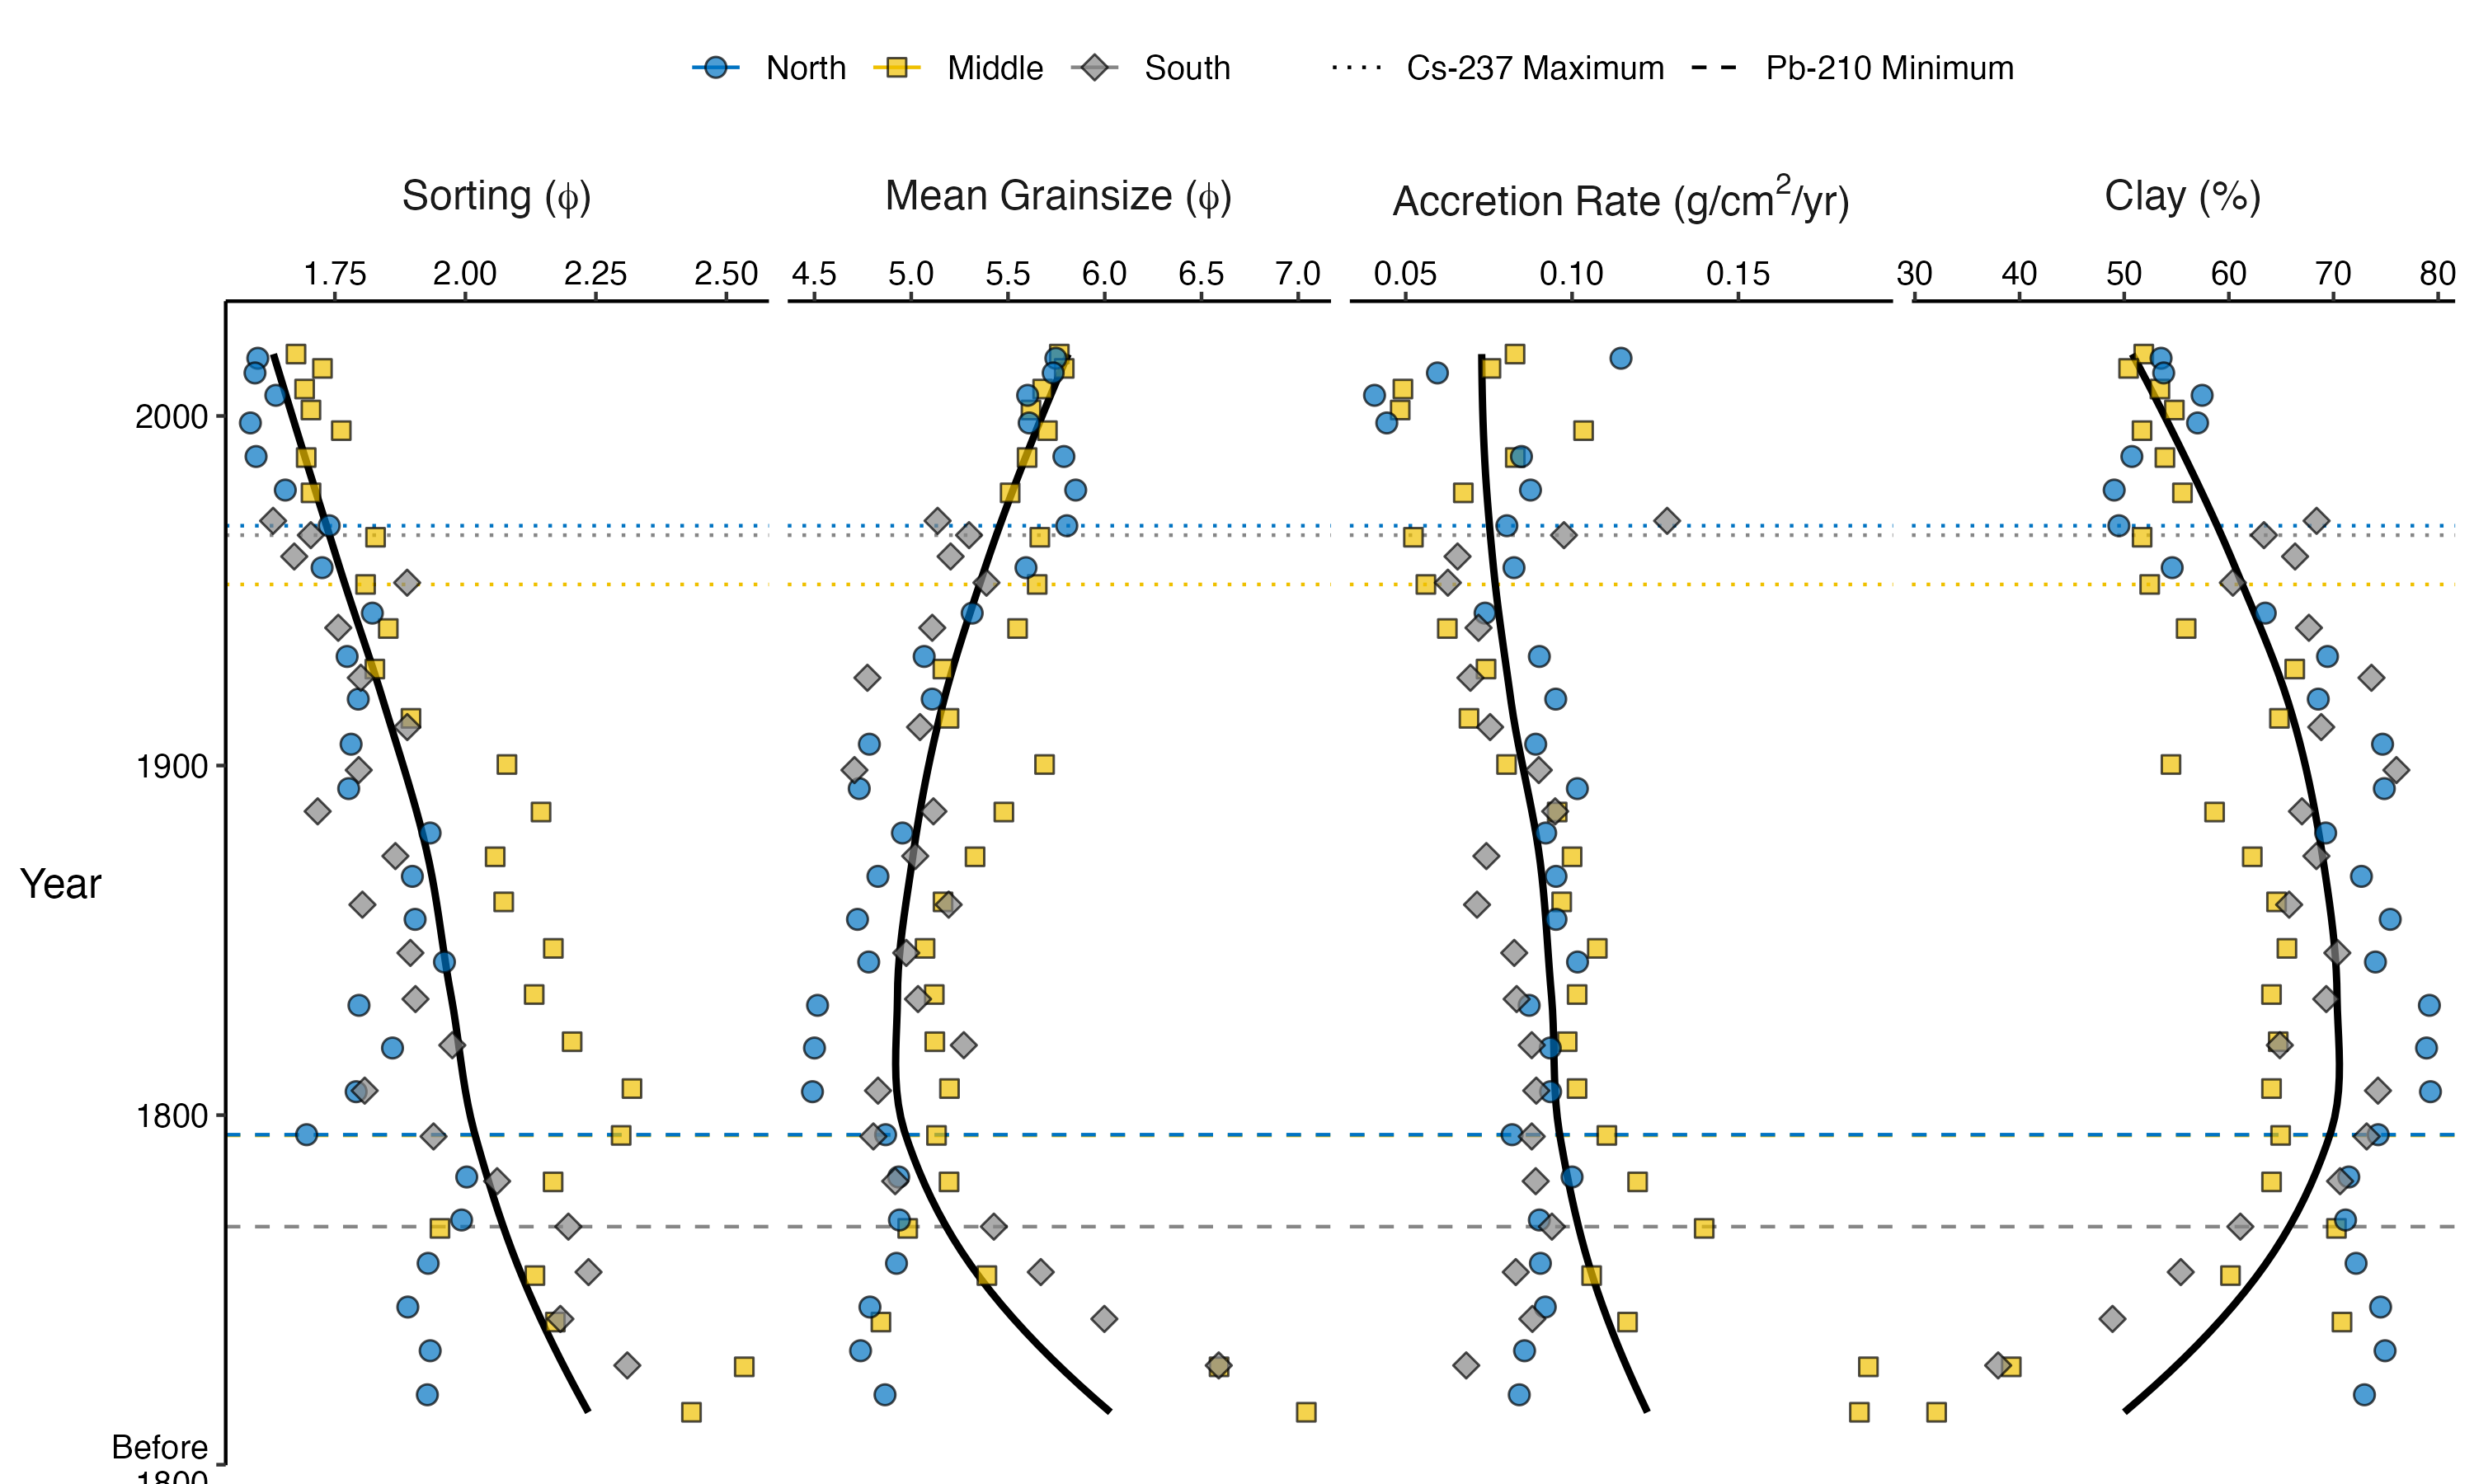 North Middle South Cs-237 Maximum Pb-210 Minimum
Sorting (ϕ) Mean Grainsize (ϕ) Accretion Rate (g/cm²/yr) Clay (%)
1.75 2.00 2.25 2.50 4.5 5.0 5.5 6.0 6.5 7.0 0.05 0.10 0.15 30 40 50 60 70 80
2000
1900
Year
1800
Before
1800